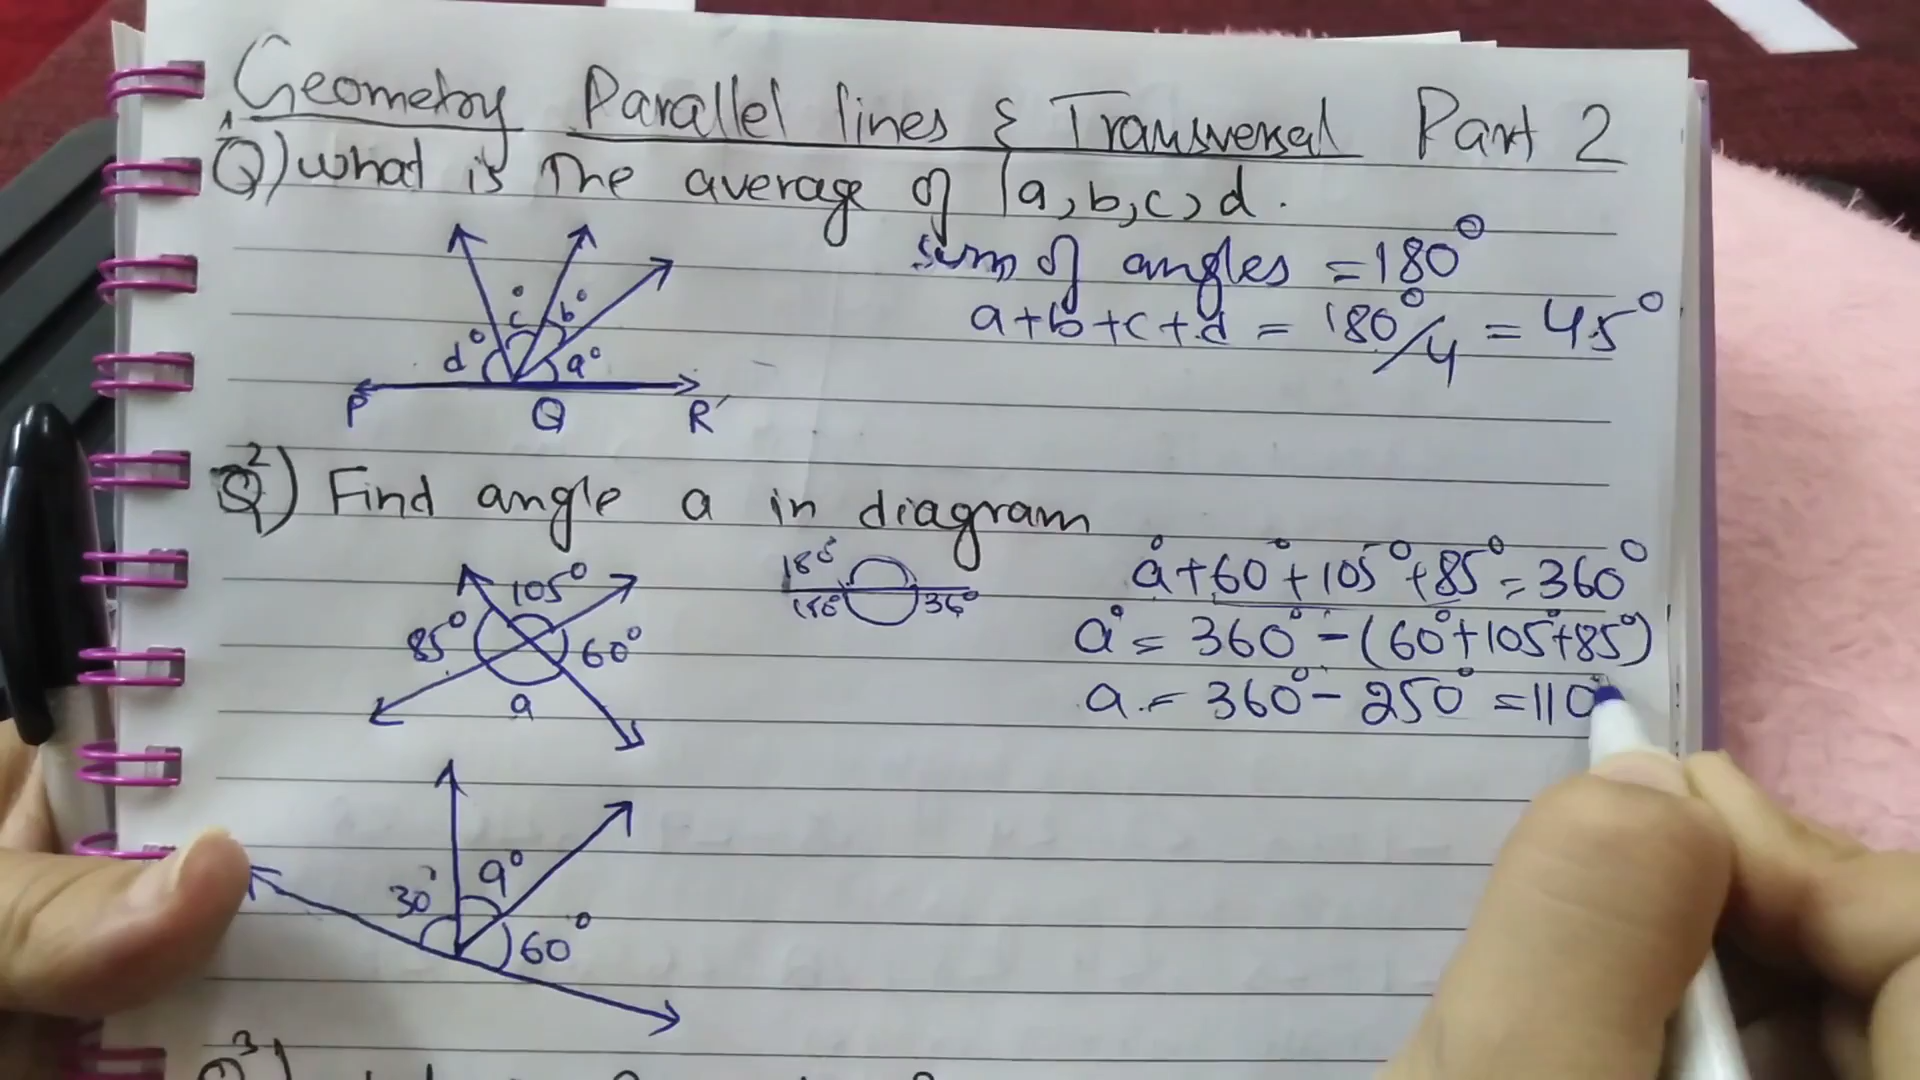 Geometry Parallel lines & Transversal Part 2
Q1) what is the average of a, b, c, d.
sum of angles = 180°
a+b+c+d = 180°/4 = 45°
c° b°
d° a°
P Q R
Q2) Find angle a in diagram
105°
85° 60°
a
180°
180° 360
a°+60°+105°+85°=360°
a° = 360° - (60°+105°+85°)
a = 360° - 250° = 110°
30° a°
60°